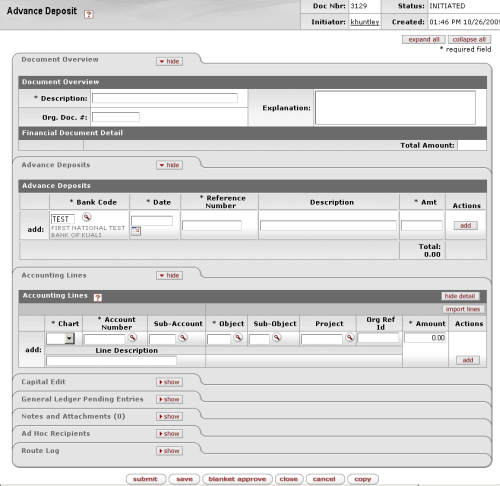 Advance Deposit ?
Doc Nbr: 3129 Status: INITIATED
Initiator: khuntley Created: 01:46 PM 10/26/2009
expand all collapse all
* required field
Document Overview hide
Document Overview
* Description: Explanation:
Org. Doc. #:
Financial Document Detail
Total Amount:
Advance Deposits hide
Advance Deposits
* Bank Code * Date * Reference Number Description * Amt Actions
add: TEST add
FIRST NATIONAL TEST BANK OF KUALI
Total: 0.00
Accounting Lines hide
Accounting Lines ? hide detail
import lines
* Chart * Account Number Sub-Account * Object Sub-Object Project Org Ref Id * Amount Actions
add: 0.00
Line Description
add
Capital Edit show
General Ledger Pending Entries show
Notes and Attachments (0) show
Ad Hoc Recipients show
Route Log show
submit save blanket approve close cancel copy